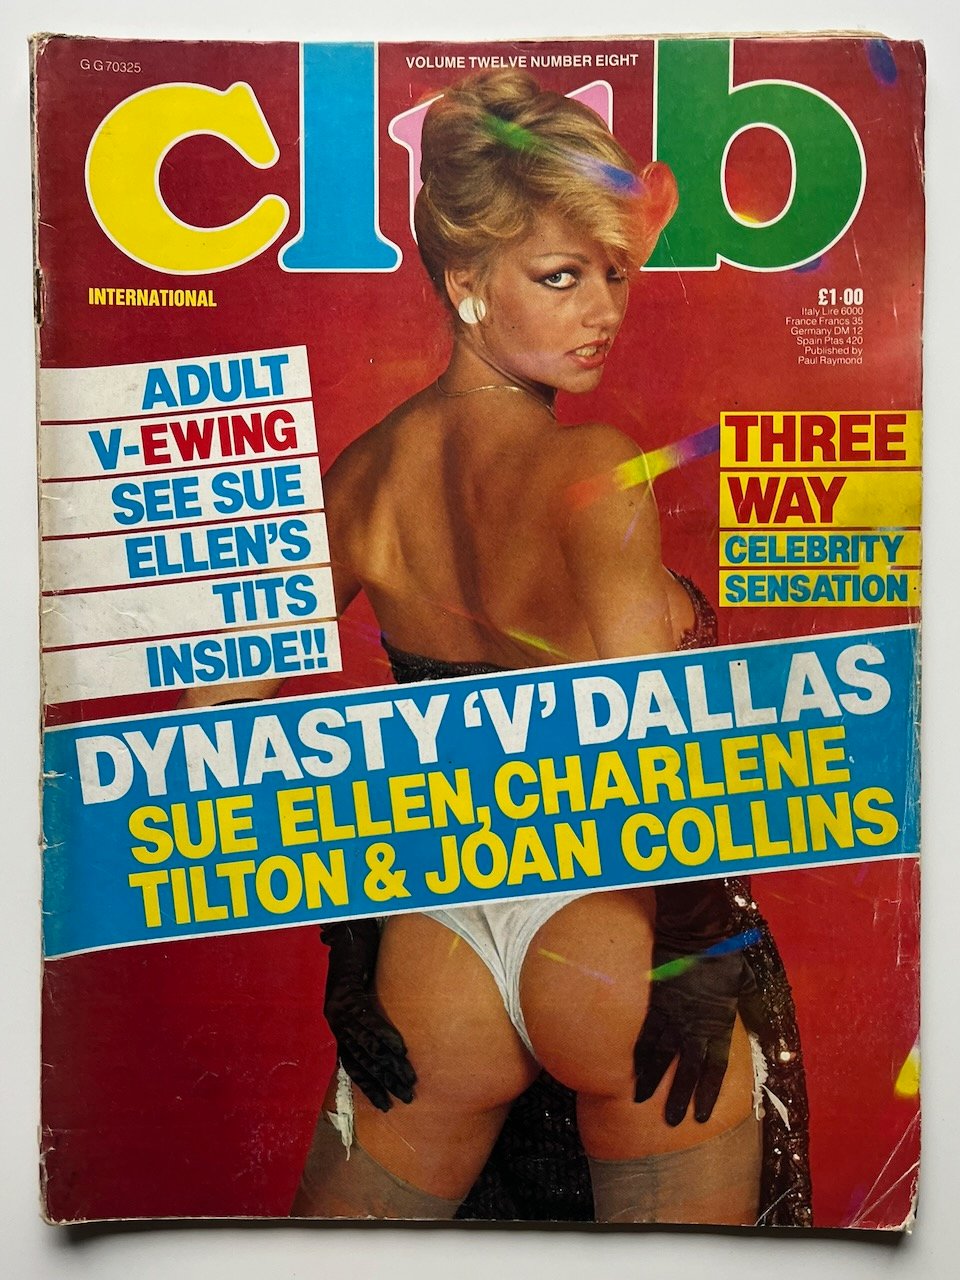 G G 70325
VOLUME TWELVE NUMBER EIGHT
club
INTERNATIONAL
£1·00
Italy Lire 6000
France Francs 35
Germany DM 12
Spain Ptas 420
Published by
Paul Raymond
ADULT
V-EWING
SEE SUE
ELLEN'S
TITS
INSIDE!!
THREE
WAY
CELEBRITY
SENSATION
DYNASTY 'V' DALLAS
SUE ELLEN, CHARLENE
TILTON & JOAN COLLINS